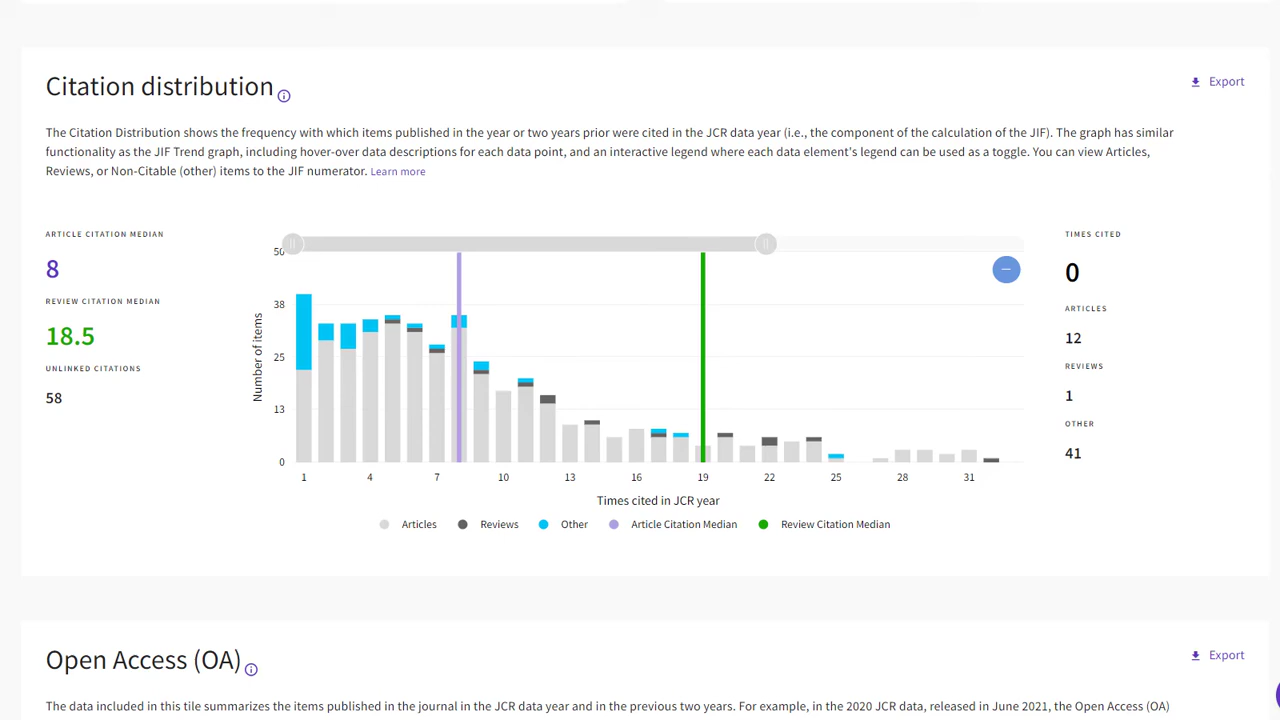 Citation distribution
Export
The Citation Distribution shows the frequency with which items published in the year or two years prior were cited in the JCR data year (i.e., the component of the calculation of the JIF). The graph has similar
functionality as the JIF Trend graph, including hover-over data descriptions for each data point, and an interactive legend where each data element's legend can be used as a toggle. You can view Articles,
Reviews, or Non-Citable (other) items to the JIF numerator. Learn more
ARTICLE CITATION MEDIAN
8
REVIEW CITATION MEDIAN
18.5
UNLINKED CITATIONS
58
Number of items
50
38
25
13
0
1 4 7 10 13 16 19 22 25 28 31
Times cited in JCR year
Articles Reviews Other Article Citation Median Review Citation Median
TIMES CITED
0
ARTICLES
12
REVIEWS
1
OTHER
41
Open Access (OA)
Export
The data included in this tile summarizes the items published in the journal in the JCR data year and in the previous two years. For example, in the 2020 JCR data, released in June 2021, the Open Access (OA)